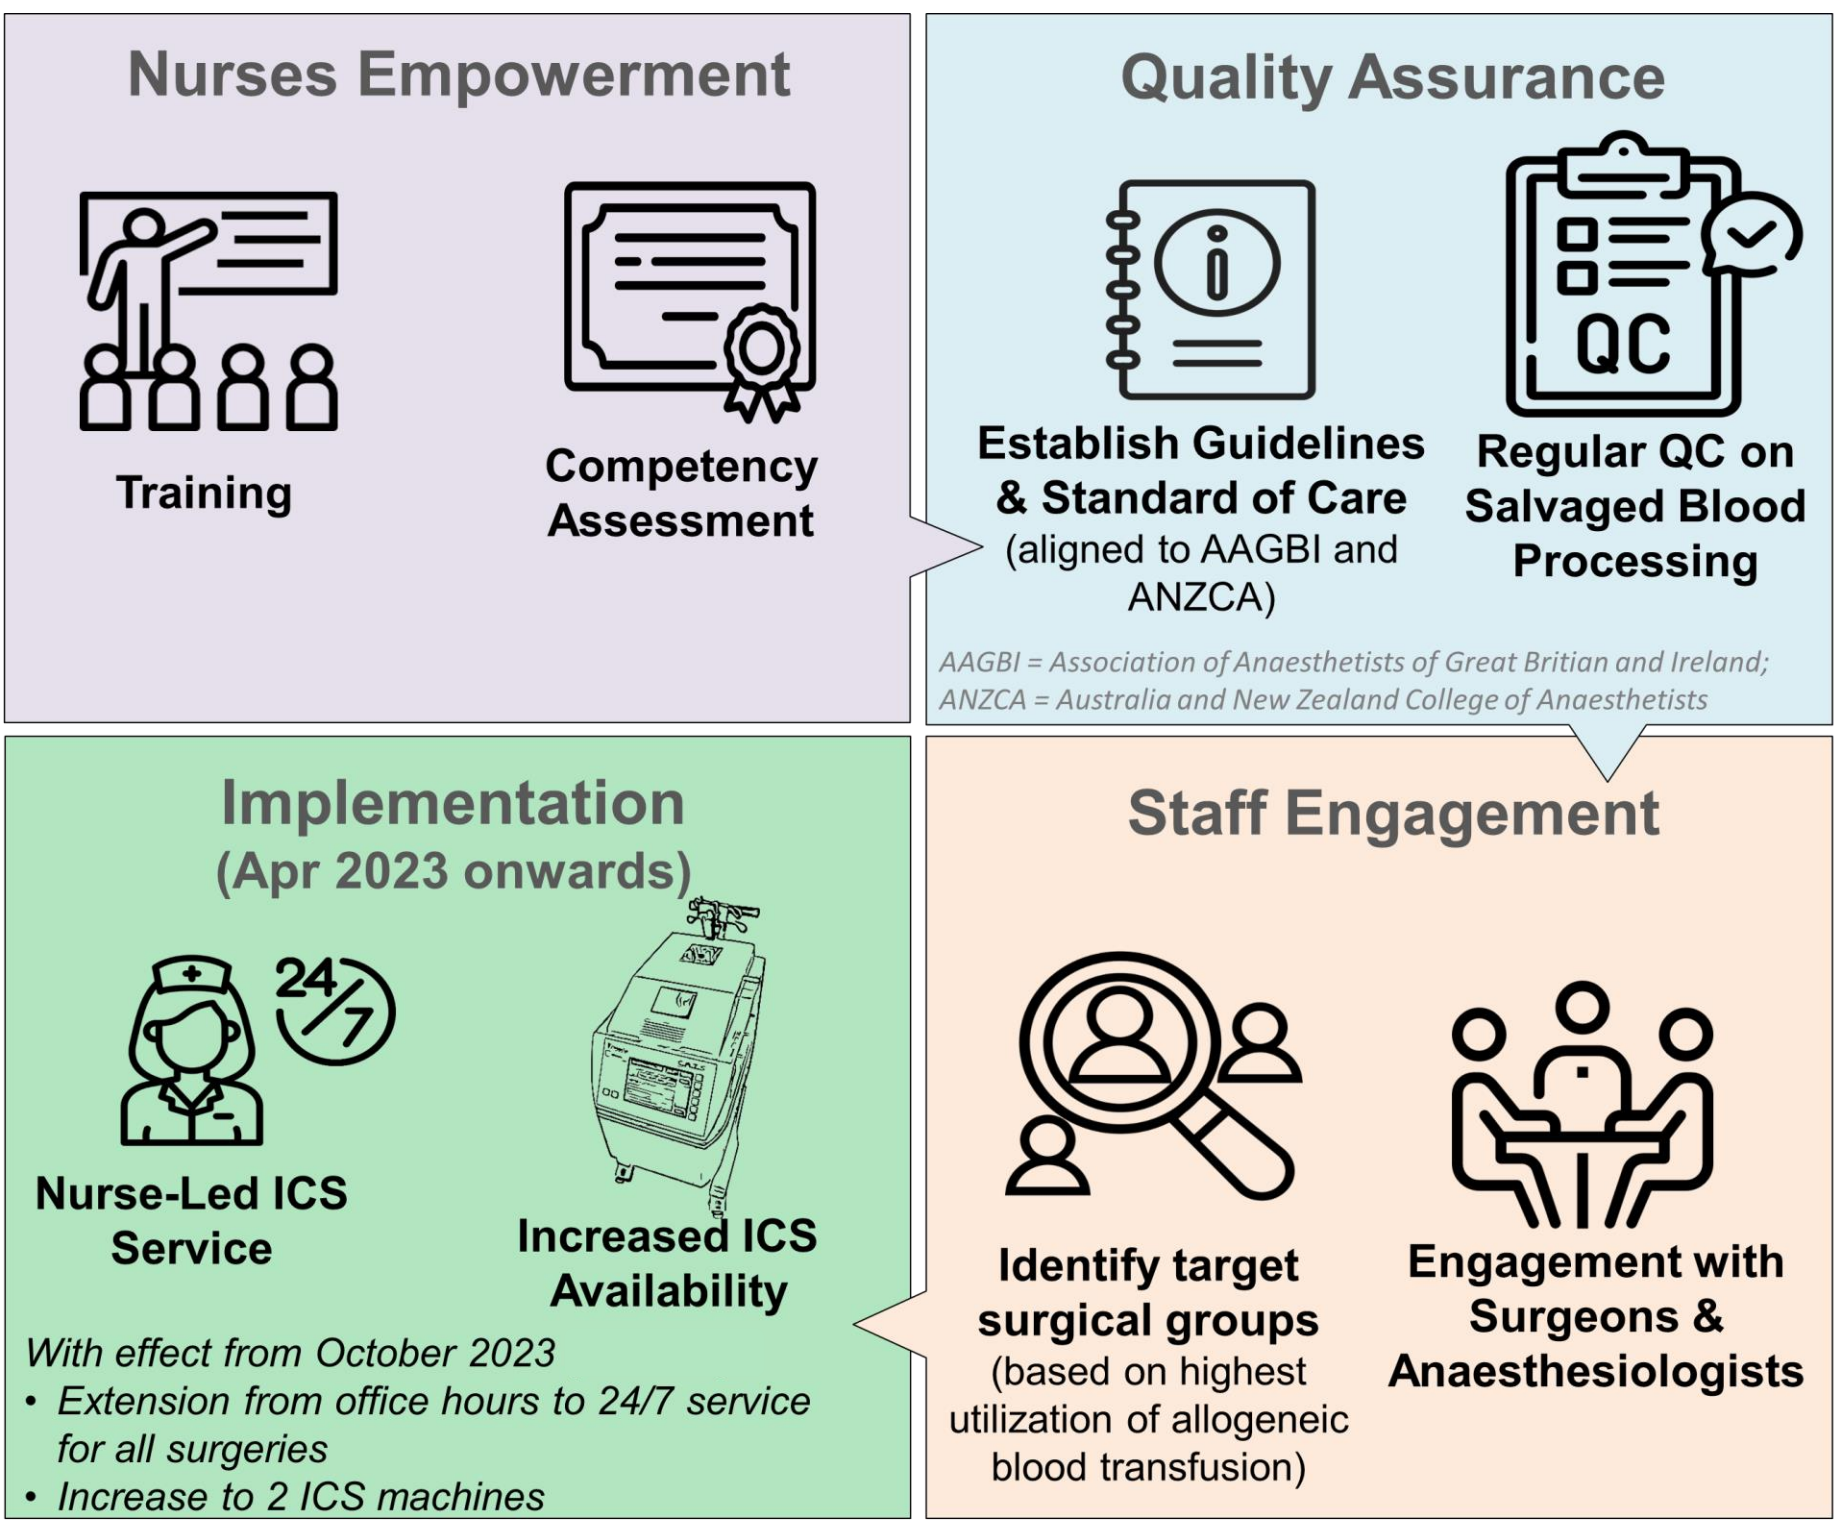 Nurses Empowerment
Training
Competency
Assessment
Quality Assurance
QC
Establish Guidelines
& Standard of Care
(aligned to AAGBI and
ANZCA)
Regular QC on
Salvaged Blood
Processing
AAGBI = Association of Anaesthetists of Great Britian and Ireland;
ANZCA = Australia and New Zealand College of Anaesthetists
Staff Engagement
Identify target
surgical groups
(based on highest
utilization of allogeneic
blood transfusion)
Engagement with
Surgeons &
Anaesthesiologists
Implementation
(Apr 2023 onwards)
24/7
Nurse-Led ICS
Service
Increased ICS
Availability
With effect from October 2023
• Extension from office hours to 24/7 service
for all surgeries
• Increase to 2 ICS machines